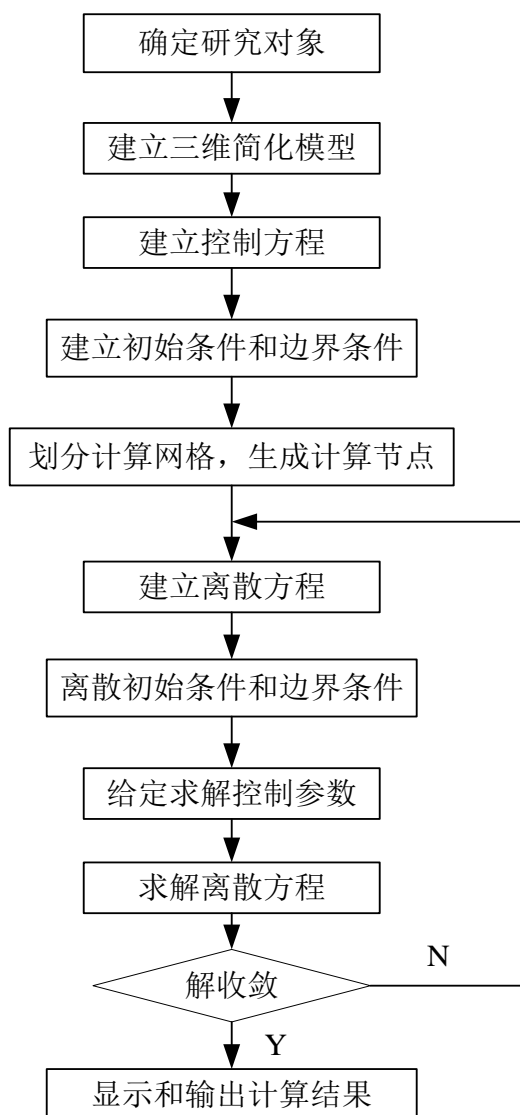 确定研究对象
建立三维简化模型
建立控制方程
建立初始条件和边界条件
划分计算网格，生成计算节点
建立离散方程
离散初始条件和边界条件
给定求解控制参数
求解离散方程
解收敛
N
Y
显示和输出计算结果